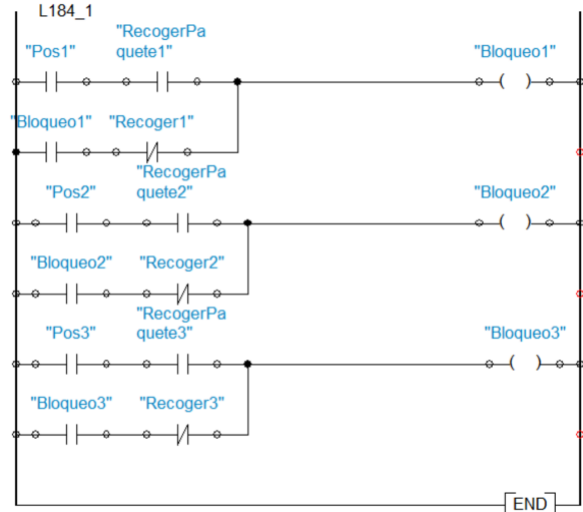 L184_1
"Pos1"
"RecogerPa
quete1"
"Bloqueo1"
"Bloqueo1"
"Recoger1"
"Pos2"
"RecogerPa
quete2"
"Bloqueo2"
"Bloqueo2"
"Recoger2"
"Pos3"
"RecogerPa
quete3"
"Bloqueo3"
"Bloqueo3"
"Recoger3"
END